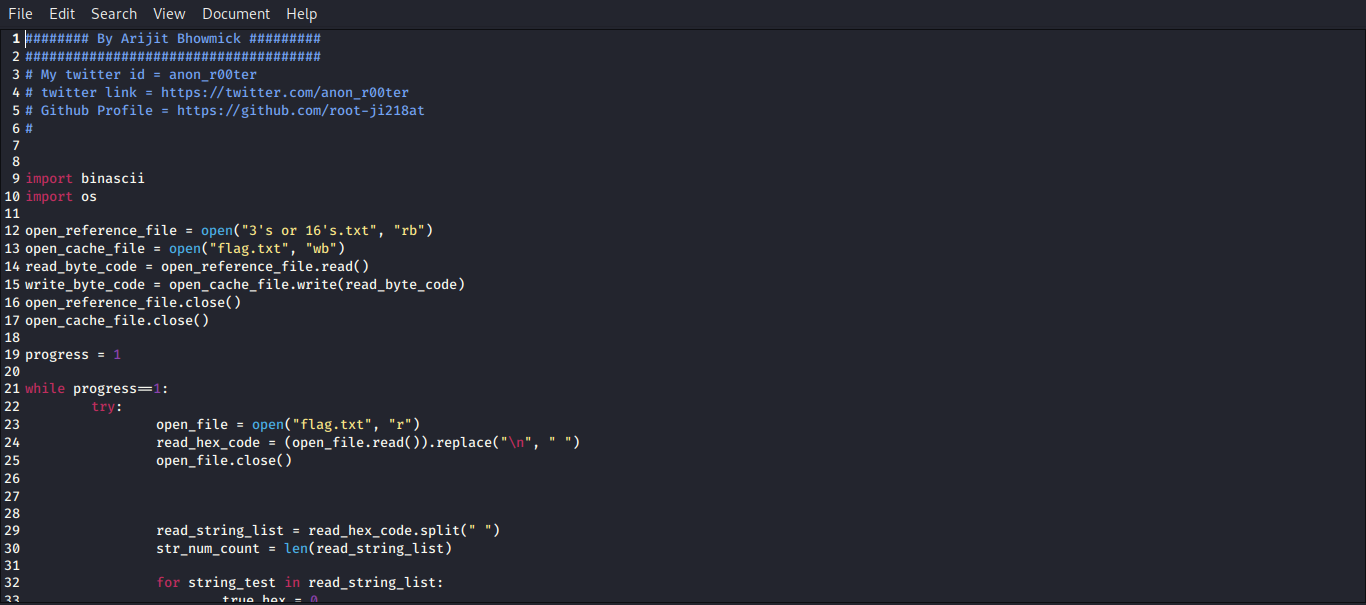 File Edit Search View Document Help
1 ######## By Arijit Bhowmick #########
2 #####################################
3 # My twitter id = anon_r00ter
4 # twitter link = https://twitter.com/anon_r00ter
5 # Github Profile = https://github.com/root-ji218at
6 #
7
8
9 import binascii
10 import os
11
12 open_reference_file = open("3's or 16's.txt", "rb")
13 open_cache_file = open("flag.txt", "wb")
14 read_byte_code = open_reference_file.read()
15 write_byte_code = open_cache_file.write(read_byte_code)
16 open_reference_file.close()
17 open_cache_file.close()
18
19 progress = 1
20
21 while progress==1:
22 try:
23 open_file = open("flag.txt", "r")
24 read_hex_code = (open_file.read()).replace("\n", " ")
25 open_file.close()
26
27
28
29 read_string_list = read_hex_code.split(" ")
30 str_num_count = len(read_string_list)
31
32 for string_test in read_string_list:
33 true_hex = 0